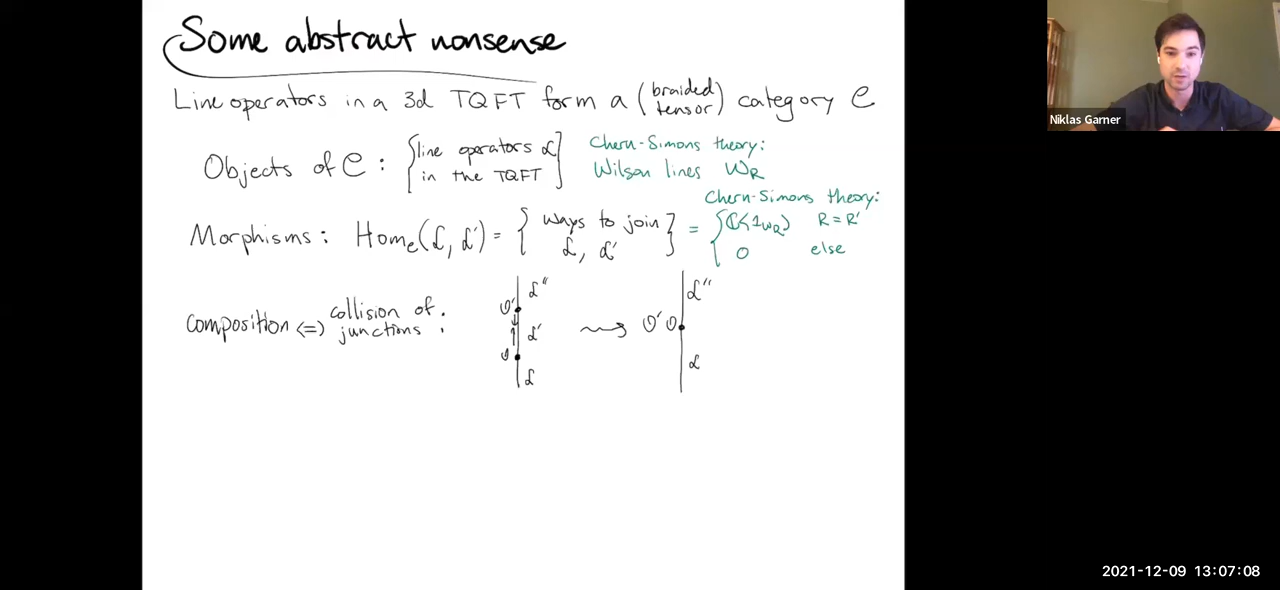 Some abstract nonsense
Line operators in a 3d TQFT form a (braided tensor) category C
Objects of C : {line operators L in the TQFT}
Chern-Simons theory:
Wilson lines W_R
Chern-Simons theory:
Morphisms : Hom_C(L, L') = {ways to join L, L'} = { C⟨1_{W_R}⟩ R = R'
0 else
composition <=> collision of junctions :
O' L''
L'
O
L
⇝ O'O
L''
L
Niklas Garner
2021-12-09 13:07:08